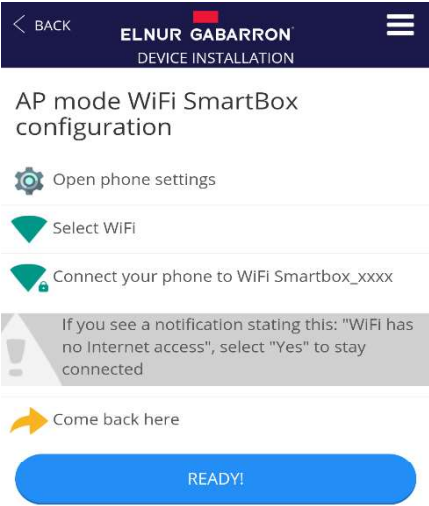 BACK
ELNUR GABARRON
DEVICE INSTALLATION
AP mode WiFi SmartBox
configuration
Open phone settings
Select WiFi
Connect your phone to WiFi Smartbox_xxxx
If you see a notification stating this: "WiFi has
no Internet access", select "Yes" to stay
connected
Come back here
READY!